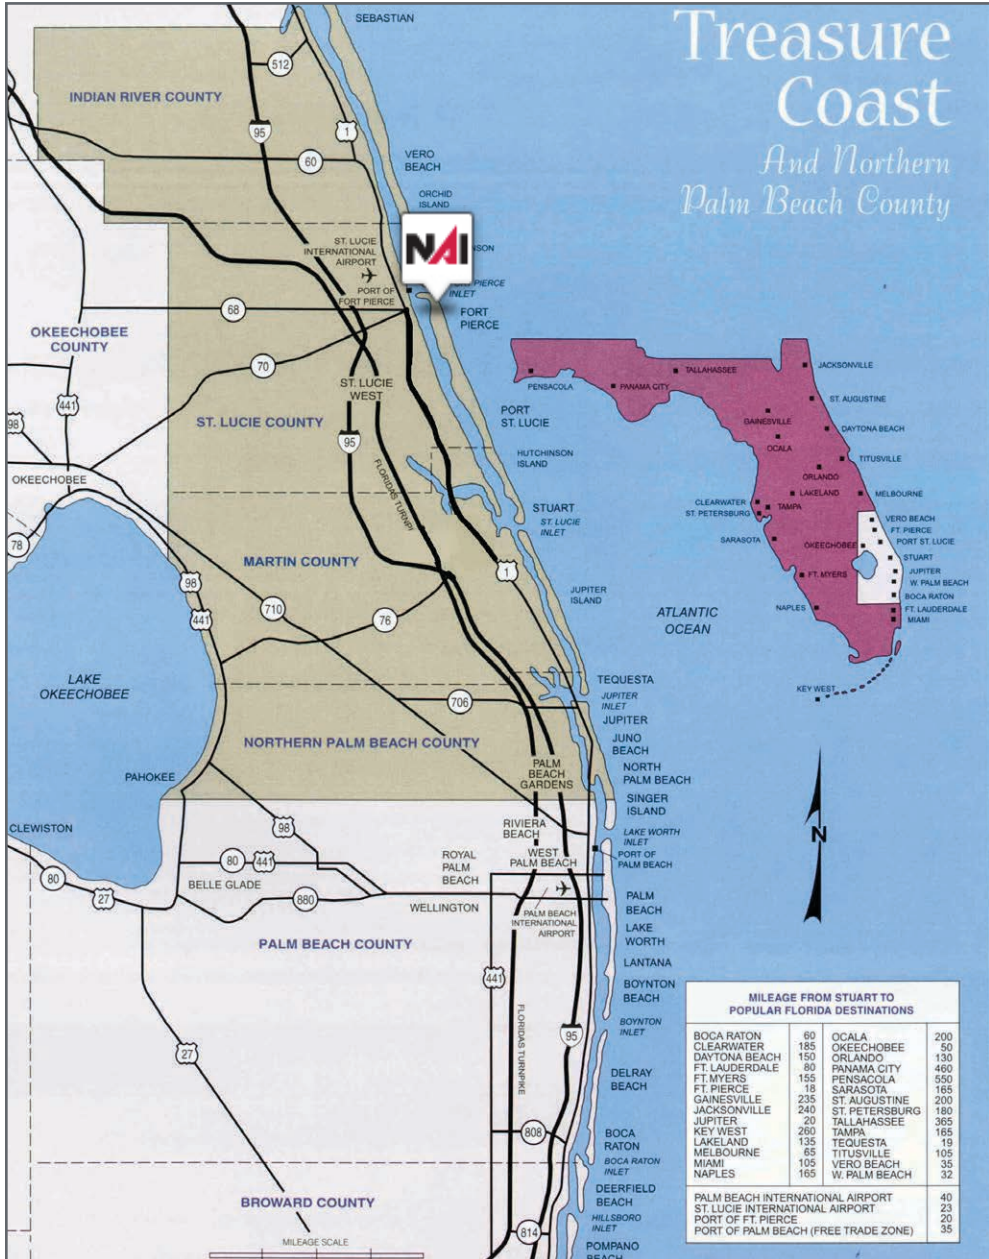 Treasure
Coast
And Northern
Palm Beach County
SEBASTIAN
512
INDIAN RIVER COUNTY
95
1
60
VERO
BEACH
ORCHID
ISLAND
NAI
ST. LUCIE
INTERNATIONAL
AIRPORT
PORT OF
FORT PIERCE
PIERCE
INLET
FORT
PIERCE
68
OKEECHOBEE
COUNTY
70
ST. LUCIE
WEST
441
98
ST. LUCIE COUNTY
95
PORT
ST. LUCIE
HUTCHINSON
ISLAND
FLORIDAS TURNPI
OKEECHOBEE
STUART
ST. LUCIE
INLET
78
MARTIN COUNTY
1
98
JUPITER
ISLAND
710
441
76
ATLANTIC
OCEAN
LAKE
OKEECHOBEE
TEQUESTA
JUPITER
INLET
706
JUPITER
NORTHERN PALM BEACH COUNTY
JUNO
BEACH
PAHOKEE
PALM
BEACH
GARDENS
NORTH
PALM BEACH
SINGER
ISLAND
CLEWISTON
98
RIVIERA
BEACH
LAKE WORTH
INLET
80
441
ROYAL
PALM
BEACH
WEST
PALM BEACH
PORT OF
PALM BEACH
80
BELLE GLADE
27
880
WELLINGTON
PALM BEACH
INTERNATIONAL
AIRPORT
PALM
BEACH
LAKE
WORTH
PALM BEACH COUNTY
LANTANA
441
BOYNTON
BEACH
BOYNTON
INLET
FLORIDAS TURNPIKE
95
27
DELRAY
BEACH
808
BOCA
RATON
BOCA RATON
INLET
BROWARD COUNTY
DEERFIELD
BEACH
HILLSBORO
INLET
814
MILEAGE SCALE
POMPANO
BEACH
PENSACOLA
PANAMA CITY
TALLAHASSEE
JACKSONVILLE
ST. AUGUSTINE
GAINESVILLE
DAYTONA BEACH
OCALA
TITUSVILLE
ORLANDO
LAKELAND
MELBOURNE
CLEARWATER
TAMPA
ST. PETERSBURG
VERO BEACH
FT. PIERCE
SARASOTA
PORT ST. LUCIE
OKEECHOBEE
STUART
JUPITER
FT. MYERS
W. PALM BEACH
BOCA RATON
NAPLES
FT. LAUDERDALE
MIAMI
KEY WEST
N
MILEAGE FROM STUART TO
POPULAR FLORIDA DESTINATIONS
BOCA RATON 60 OCALA 200
CLEARWATER 185 OKEECHOBEE 50
DAYTONA BEACH 150 ORLANDO 130
FT. LAUDERDALE 80 PANAMA CITY 460
FT.MYERS 155 PENSACOLA 550
FT. PIERCE 18 SARASOTA 165
GAINESVILLE 235 ST. AUGUSTINE 200
JACKSONVILLE 240 ST. PETERSBURG 180
JUPITER 20 TALLAHASSEE 365
KEY WEST 260 TAMPA 165
LAKELAND 135 TEQUESTA 19
MELBOURNE 65 TITUSVILLE 105
MIAMI 105 VERO BEACH 35
NAPLES 165 W. PALM BEACH 32
PALM BEACH INTERNATIONAL AIRPORT 40
ST. LUCIE INTERNATIONAL AIRPORT 23
PORT OF FT. PIERCE 20
PORT OF PALM BEACH (FREE TRADE ZONE) 35